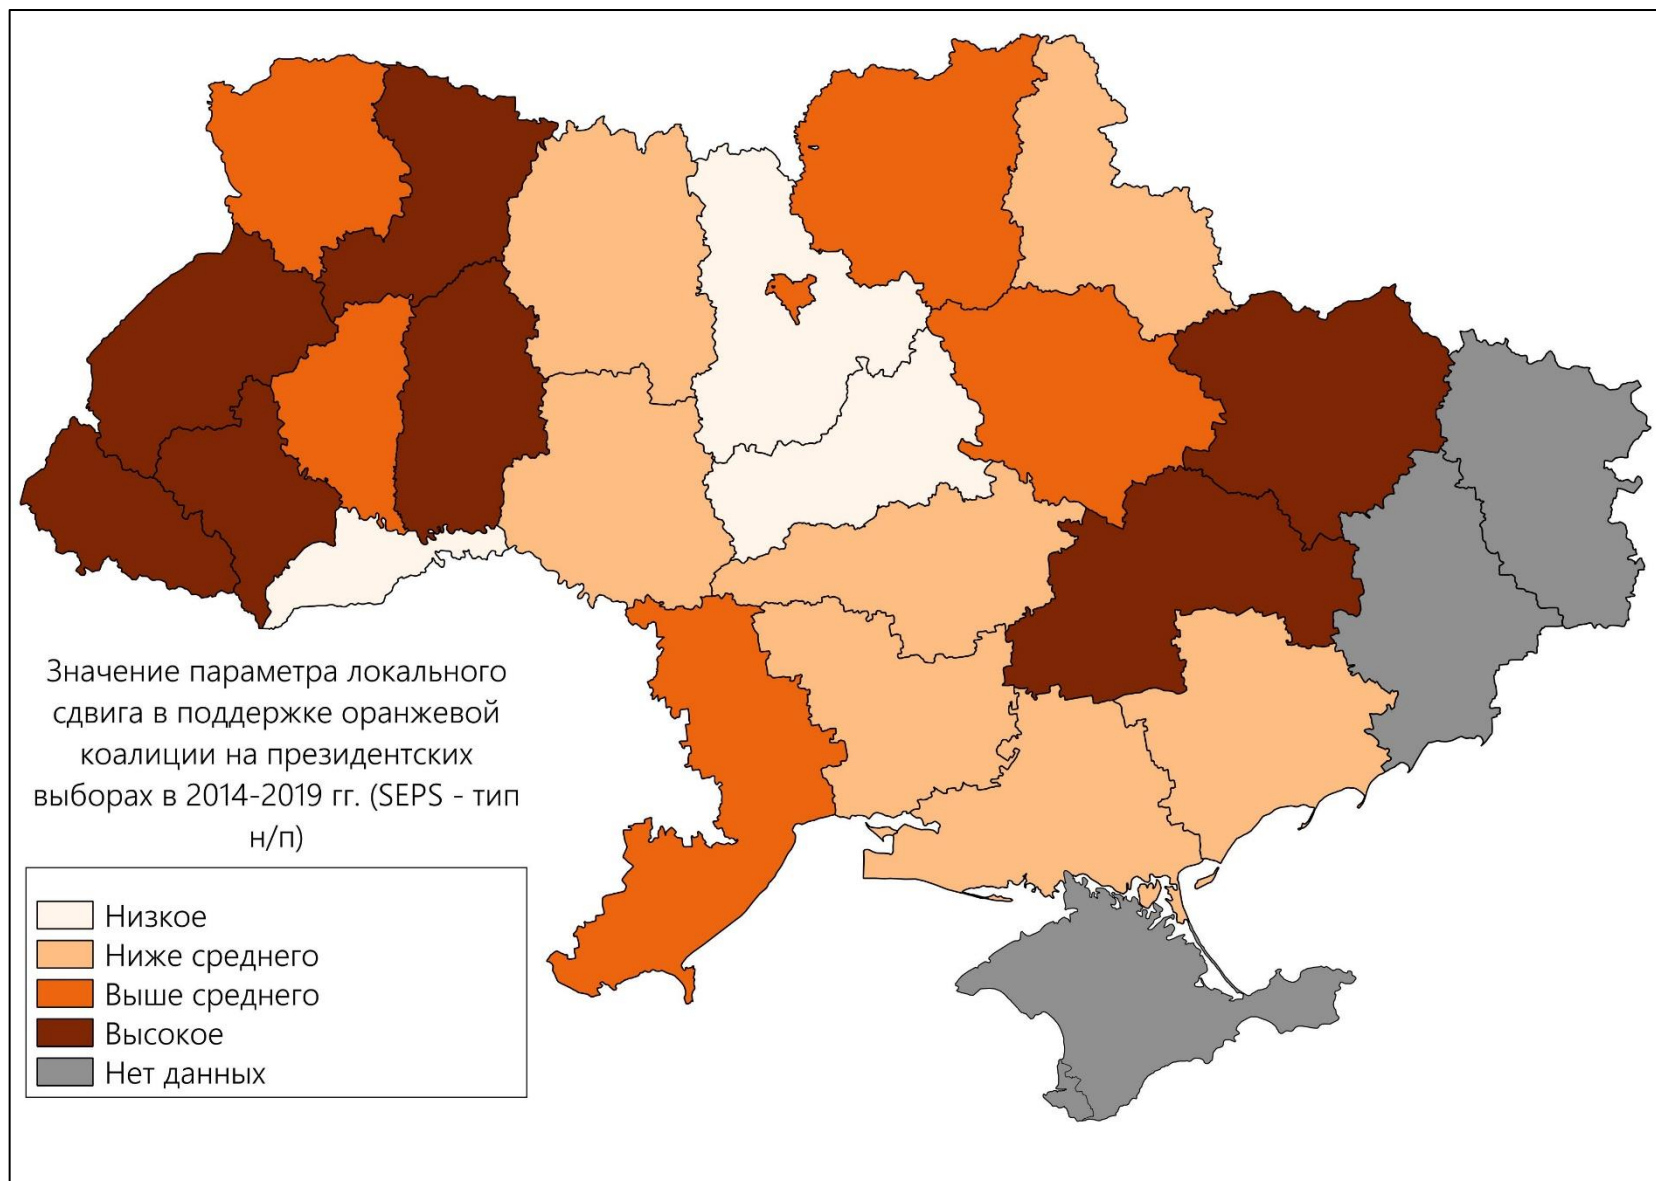 Значение параметра локального
сдвига в поддержке оранжевой
коалиции на президентских
выборах в 2014-2019 гг. (SEPS - тип
н/п)
Низкое
Ниже среднего
Выше среднего
Высокое
Нет данных